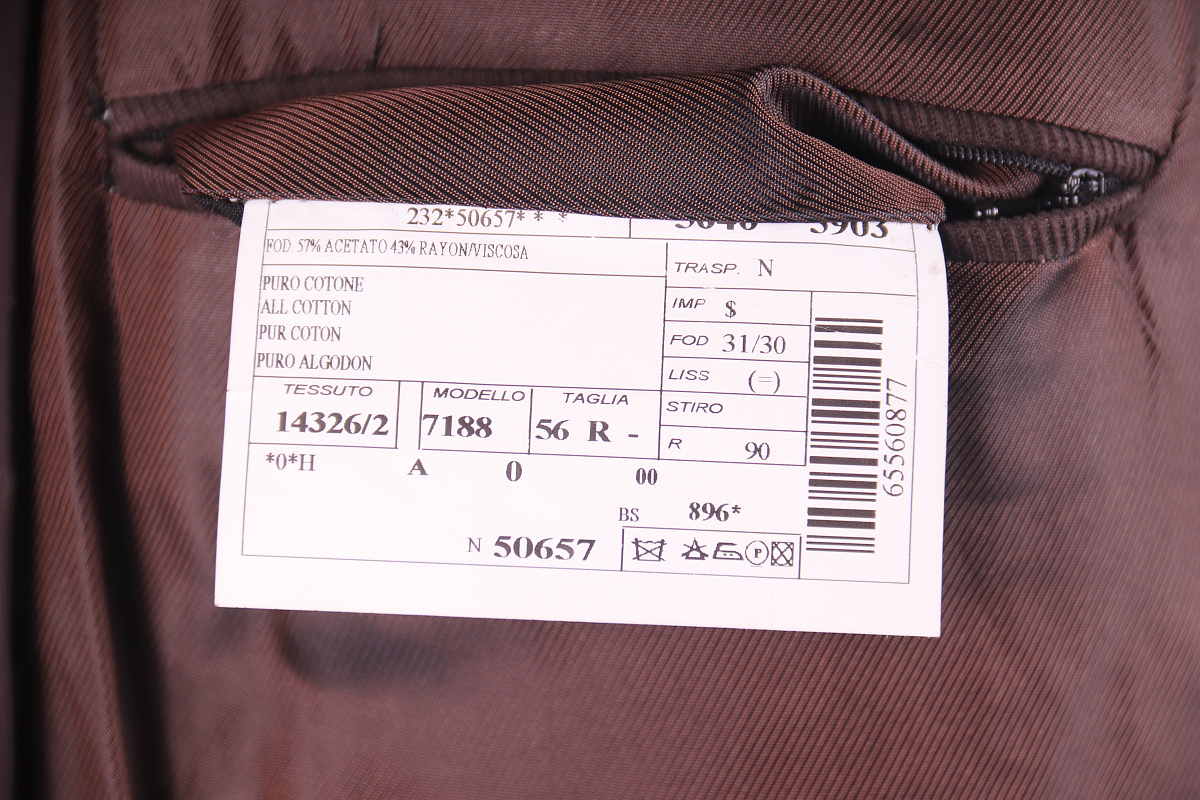 232*50657* * *
5040 5903
FOD. 57% ACETATO 43% RAYON/VISCOSA
TRASP. N
PURO COTONE
ALL COTTON
PUR COTON
PURO ALGODON
IMP $
FOD 31/30
LISS (=)
STIRO
R 90
TESSUTO
14326/2
MODELLO
7188
TAGLIA
56 R -
*0*H A 0 00
BS 896*
N 50657
P
65560877